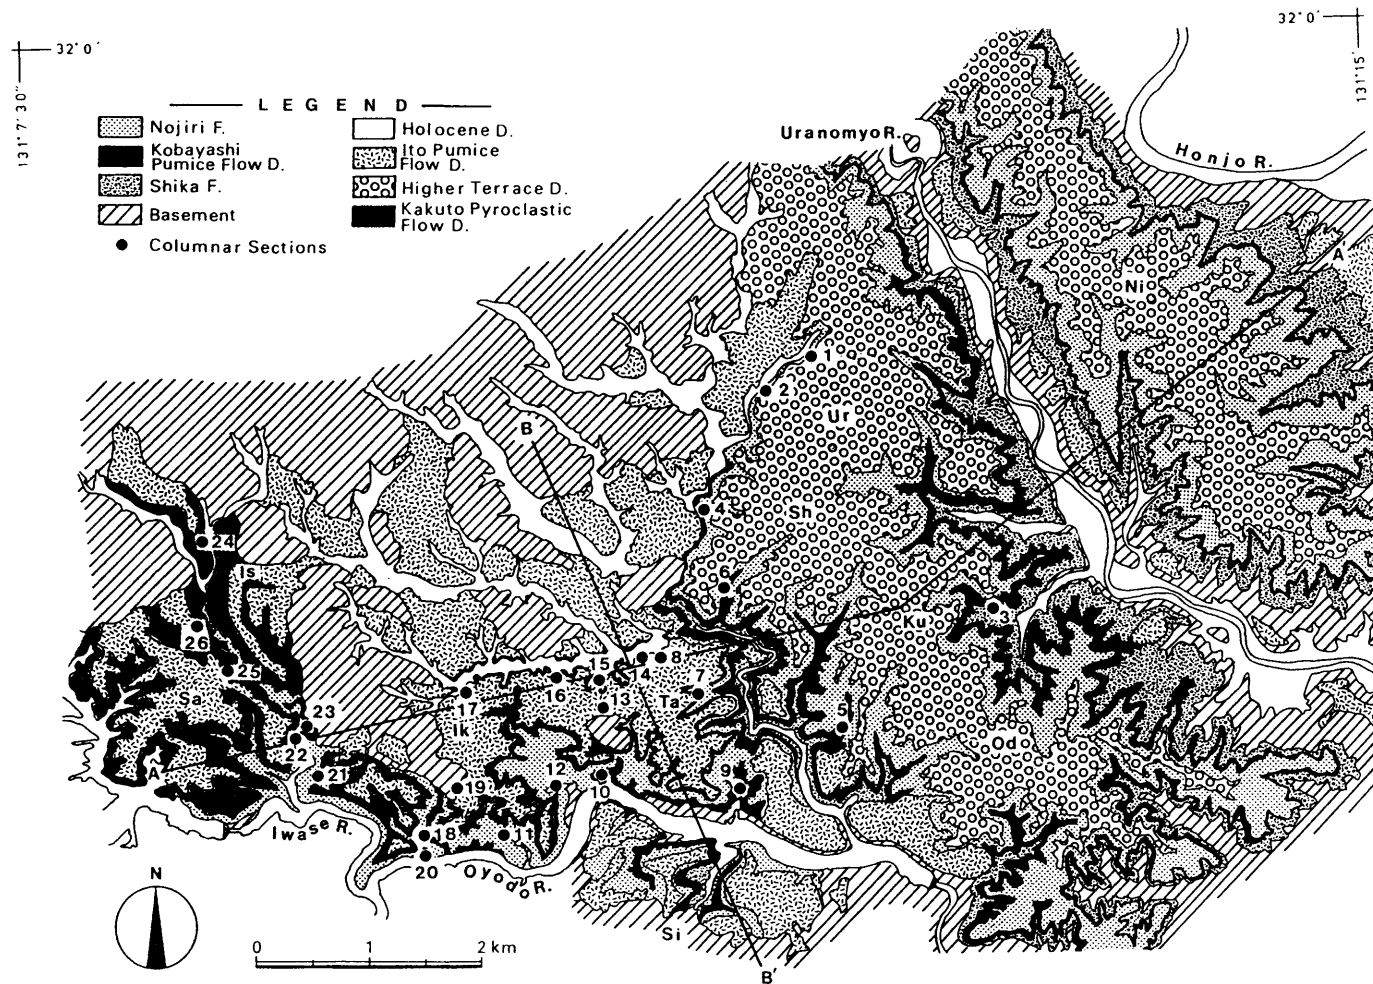 32°0′
32°0′
131°7′30″
131°15′
LEGEND
Nojiri F.
Kobayashi
Pumice Flow D.
Shika F.
Basement
Columnar Sections
Holocene D.
Ito Pumice
Flow D.
Higher Terrace D.
Kakuto Pyroclastic
Flow D.
Uranomyo R.
Honjo R.
A′
Ni
1
2
Ur
B
4
Sh
24
Is
6
3
Ku
26
25
15
14
8
16
13
7
Ta
17
Ik
Sa
23
22
5
Od
A
21
12
10
9
19
18
11
Iwase R.
20
Oyodo R.
Si
B′
N
0 1 2 km